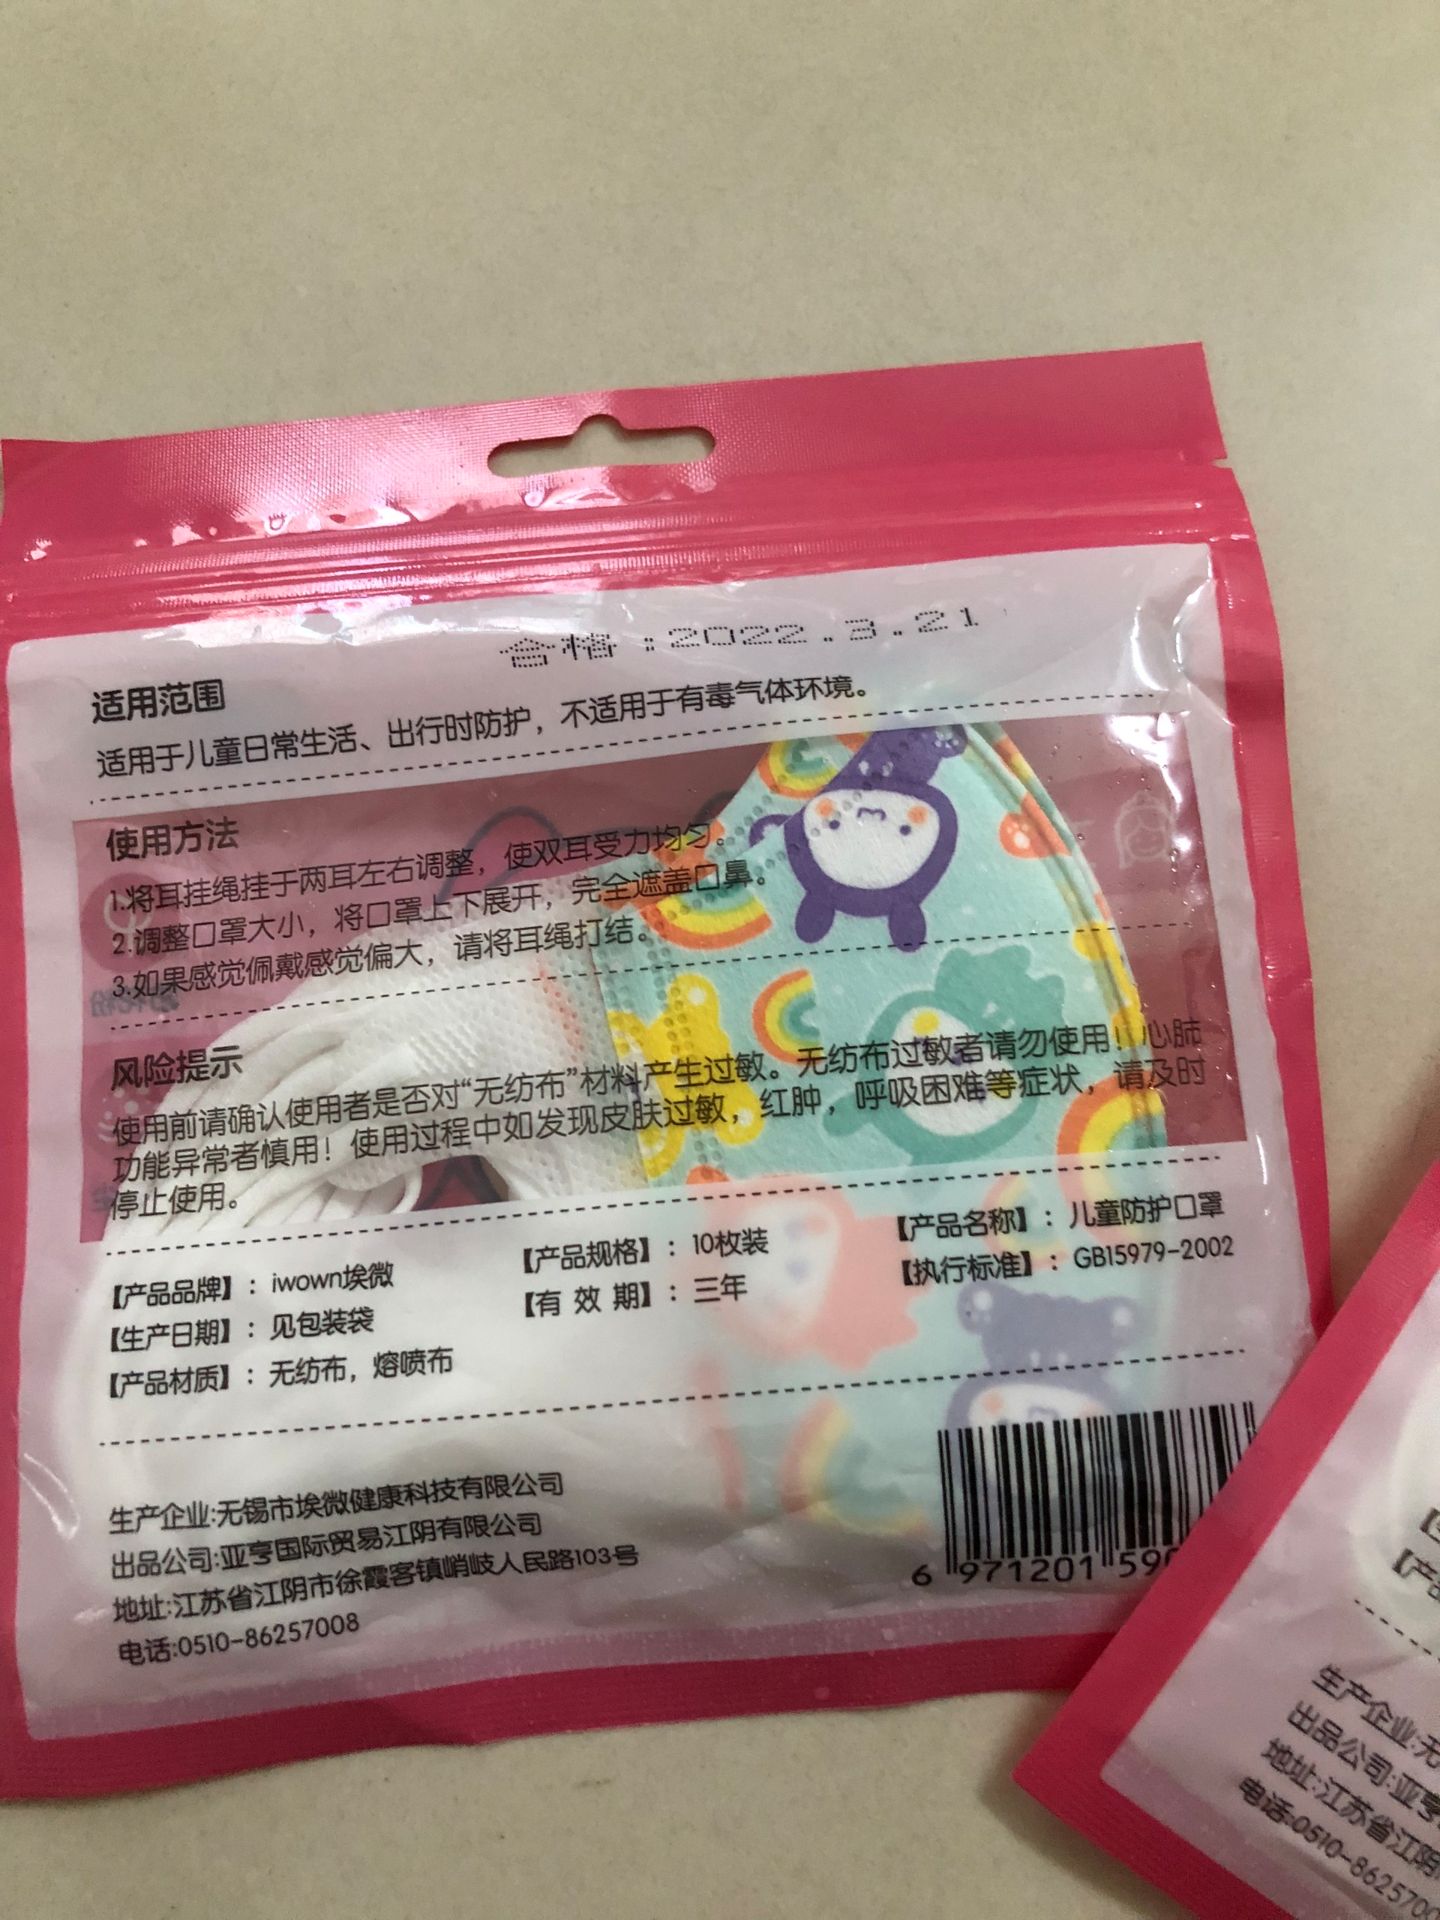 合格:2022.3.21
适用范围
适用于儿童日常生活、出行时防护，不适用于有毒气体环境。
使用方法
1.将耳挂绳挂于两耳左右调整，使双耳受力均匀。
2.调整口罩大小，将口罩上下展开，完全遮盖口鼻。
3.如果感觉佩戴感觉偏大，请将耳绳打结。
风险提示
使用前请确认使用者是否对“无纺布”材料产生过敏。无纺布过敏者请勿使用！心肺
功能异常者慎用！使用过程中如发现皮肤过敏，红肿，呼吸困难等症状，请及时
停止使用。
【产品品牌】：iwown埃微
【产品规格】：10枚装
【产品名称】：儿童防护口罩
【生产日期】：见包装袋
【有 效 期】：三年
【执行标准】：GB15979-2002
【产品材质】：无纺布，熔喷布
生产企业:无锡市埃微健康科技有限公司
出品公司:亚亨国际贸易江阴有限公司
地址:江苏省江阴市徐霞客镇峭岐人民路103号
电话:0510-86257008
6 971201 59
生产企业:无
出品公司:亚亨
地址:江苏省江阴
电话:0510-8625700